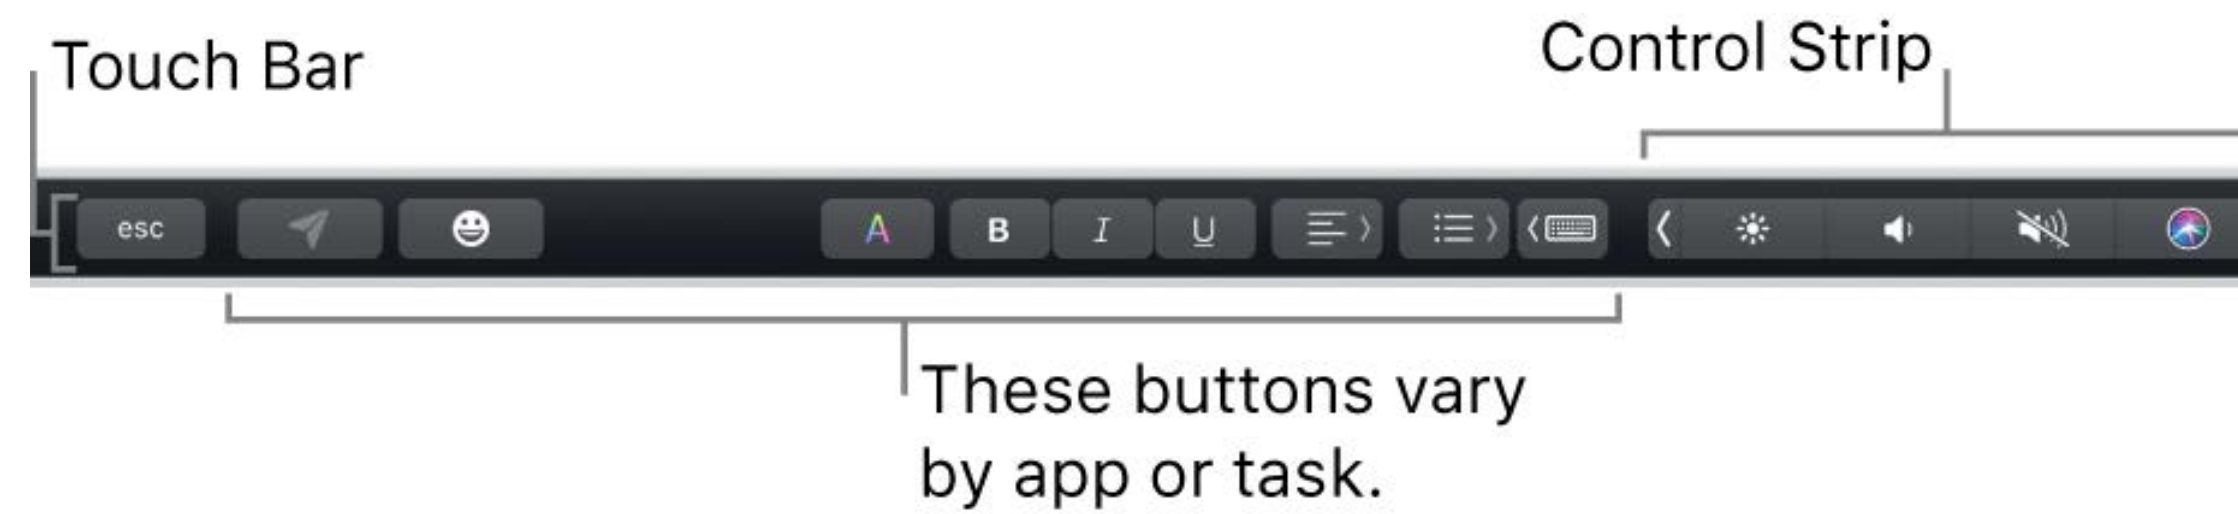 Touch Bar
Control Strip
esc
A
B
I
U
These buttons vary
by app or task.